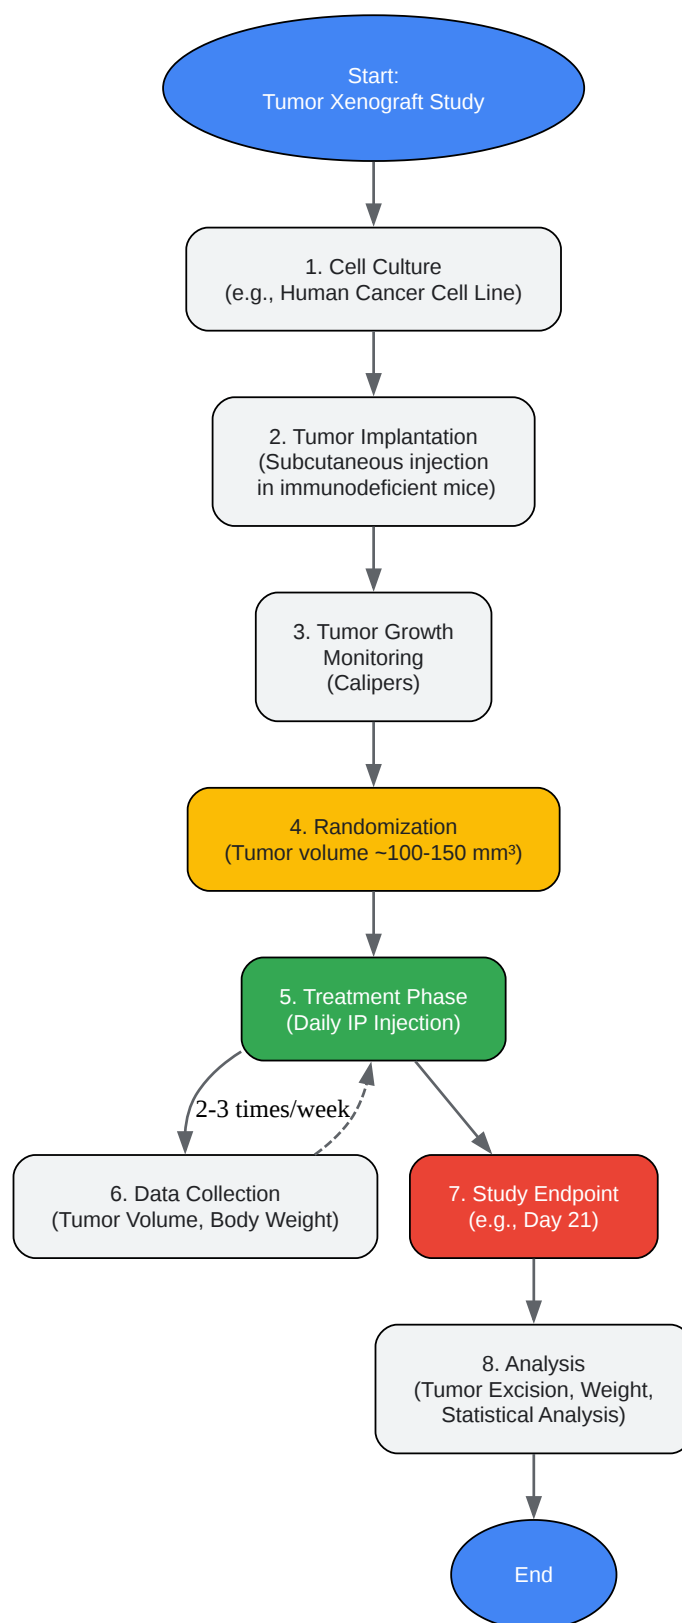 Start:
Tumor Xenograft Study
1. Cell Culture
(e.g., Human Cancer Cell Line)
2. Tumor Implantation
(Subcutaneous injection
in immunodeficient mice)
3. Tumor Growth
Monitoring
(Calipers)
4. Randomization
(Tumor volume ~100-150 mm³)
5. Treatment Phase
(Daily IP Injection)
2-3 times/week
6. Data Collection
(Tumor Volume, Body Weight)
7. Study Endpoint
(e.g., Day 21)
8. Analysis
(Tumor Excision, Weight,
Statistical Analysis)
End